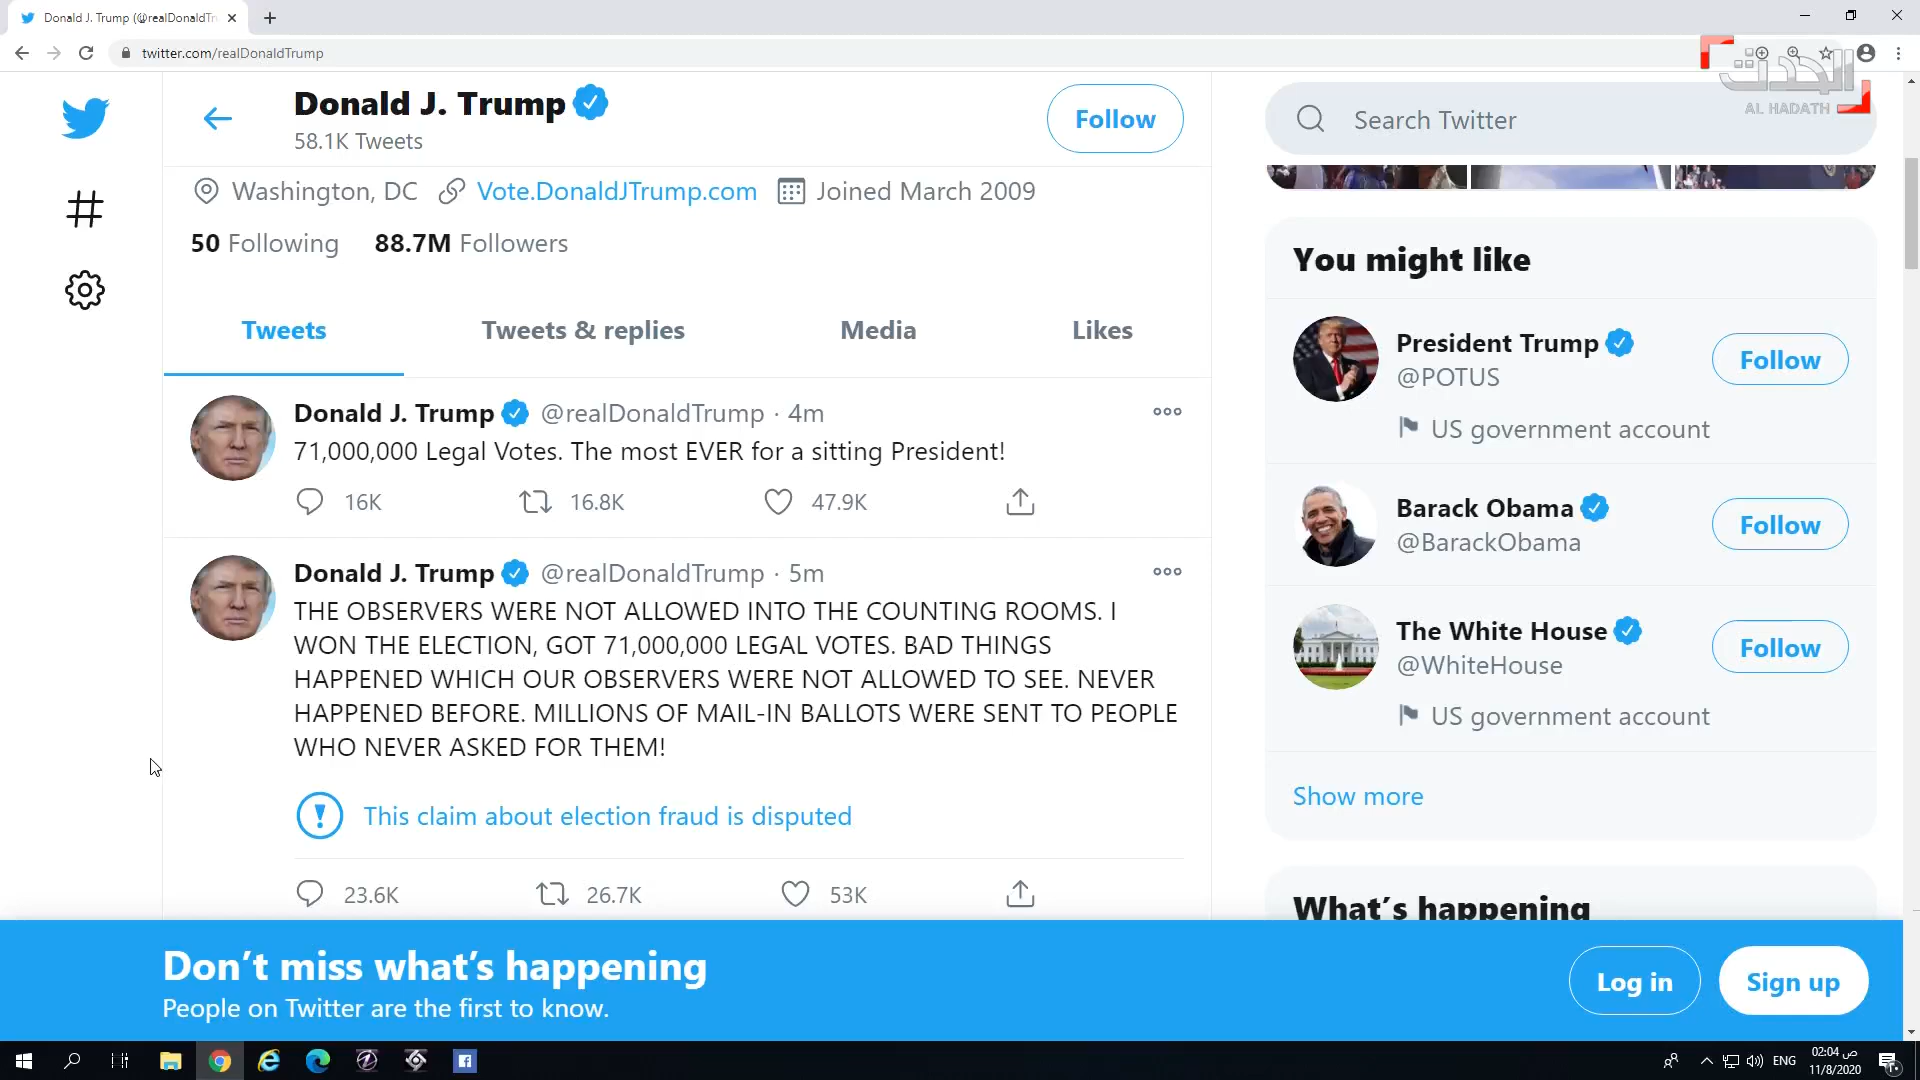 Donald J. Trump (@realDonaldTr
twitter.com/realDonaldTrump
الحدث
AL HADATH
Donald J. Trump
58.1K Tweets
Follow
Search Twitter
Washington, DC Vote.DonaldJTrump.com Joined March 2009
50 Following 88.7M Followers
Tweets Tweets & replies Media Likes
Donald J. Trump @realDonaldTrump · 4m
71,000,000 Legal Votes. The most EVER for a sitting President!
16K 16.8K 47.9K
Donald J. Trump @realDonaldTrump · 5m
THE OBSERVERS WERE NOT ALLOWED INTO THE COUNTING ROOMS. I
WON THE ELECTION, GOT 71,000,000 LEGAL VOTES. BAD THINGS
HAPPENED WHICH OUR OBSERVERS WERE NOT ALLOWED TO SEE. NEVER
HAPPENED BEFORE. MILLIONS OF MAIL-IN BALLOTS WERE SENT TO PEOPLE
WHO NEVER ASKED FOR THEM!
This claim about election fraud is disputed
23.6K 26.7K 53K
You might like
President Trump
@POTUS
Follow
US government account
Barack Obama
@BarackObama
Follow
The White House
@WhiteHouse
Follow
US government account
Show more
What's happening
Don't miss what's happening
People on Twitter are the first to know.
Log in
Sign up
ENG
02:04 ص
11/8/2020